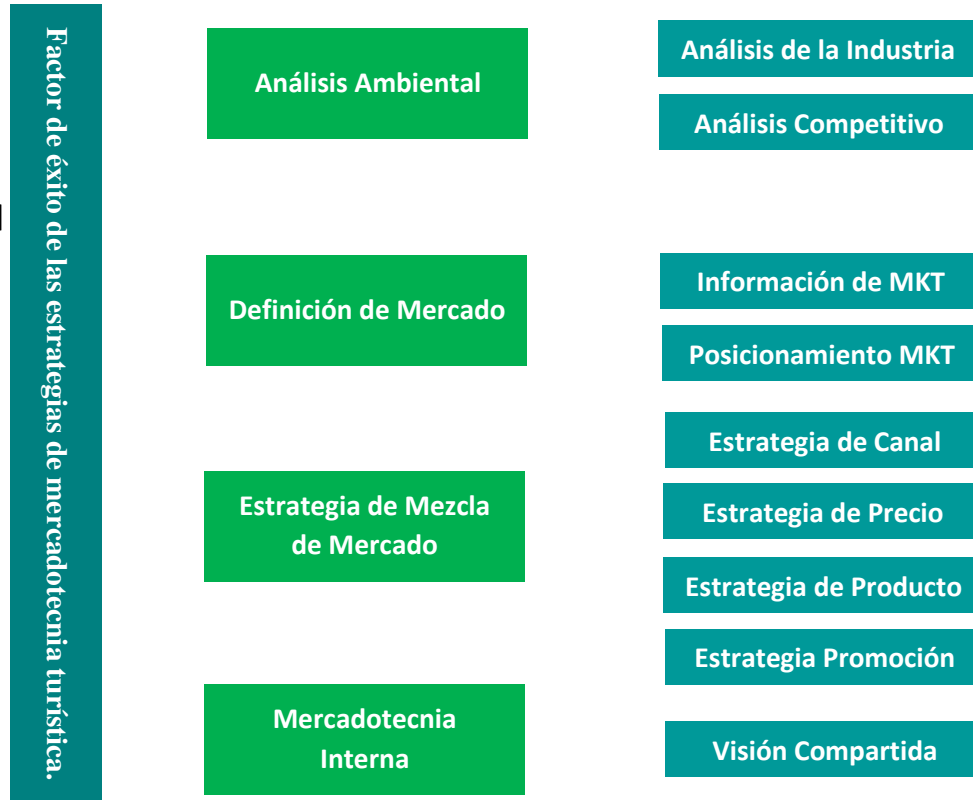 Factor de éxito de las estrategias de mercadotecnia turística.
Análisis Ambiental
Análisis de la Industria
Análisis Competitivo
Definición de Mercado
Información de MKT
Posicionamiento MKT
Estrategia de Mezcla
de Mercado
Estrategia de Canal
Estrategia de Precio
Estrategia de Producto
Estrategia Promoción
Mercadotecnia
Interna
Visión Compartida